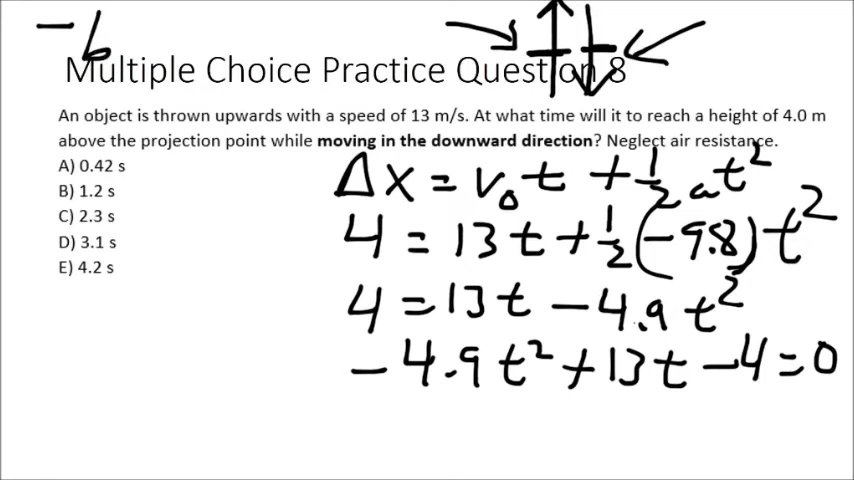 - b
Multiple Choice Practice Question 8
An object is thrown upwards with a speed of 13 m/s. At what time will it to reach a height of 4.0 m
above the projection point while moving in the downward direction? Neglect air resistance.
A) 0.42 s
B) 1.2 s
C) 2.3 s
D) 3.1 s
E) 4.2 s
Δx = v₀t + ½at²
4 = 13t + ½(-9.8)t²
4 = 13t - 4.9t²
-4.9t² + 13t - 4 = 0